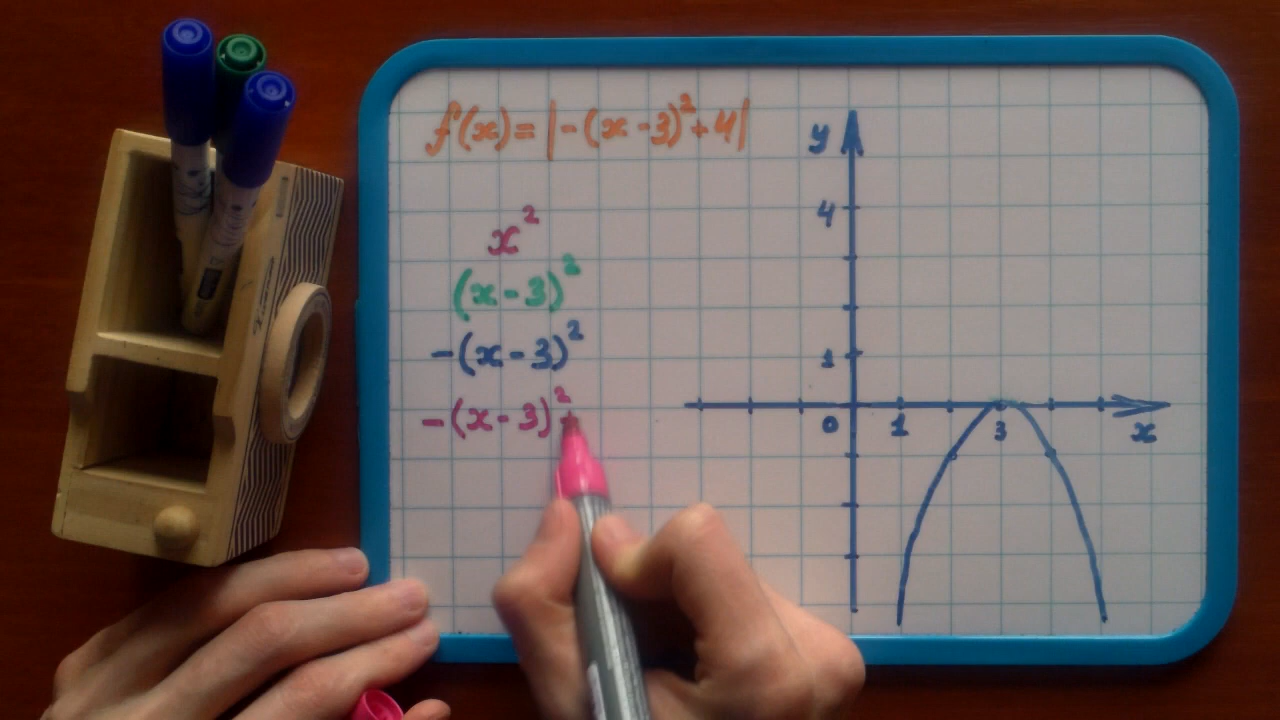 f(x)=|-(x-3)²+4|
x²
(x-3)²
-(x-3)²
-(x-3)²+
y
4
1
0 1 3 x